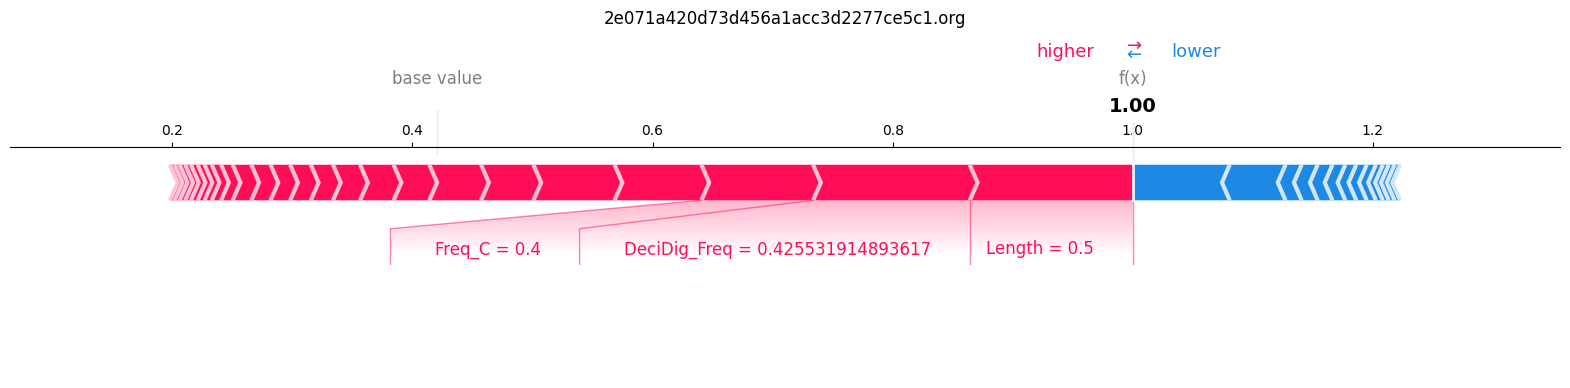 2e071a420d73d456a1acc3d2277ce5c1.org
higher ⇄ lower
base value f(x)
1.00
0.2 0.4 0.6 0.8 1.0 1.2
Freq_C = 0.4 DeciDig_Freq = 0.425531914893617 Length = 0.5